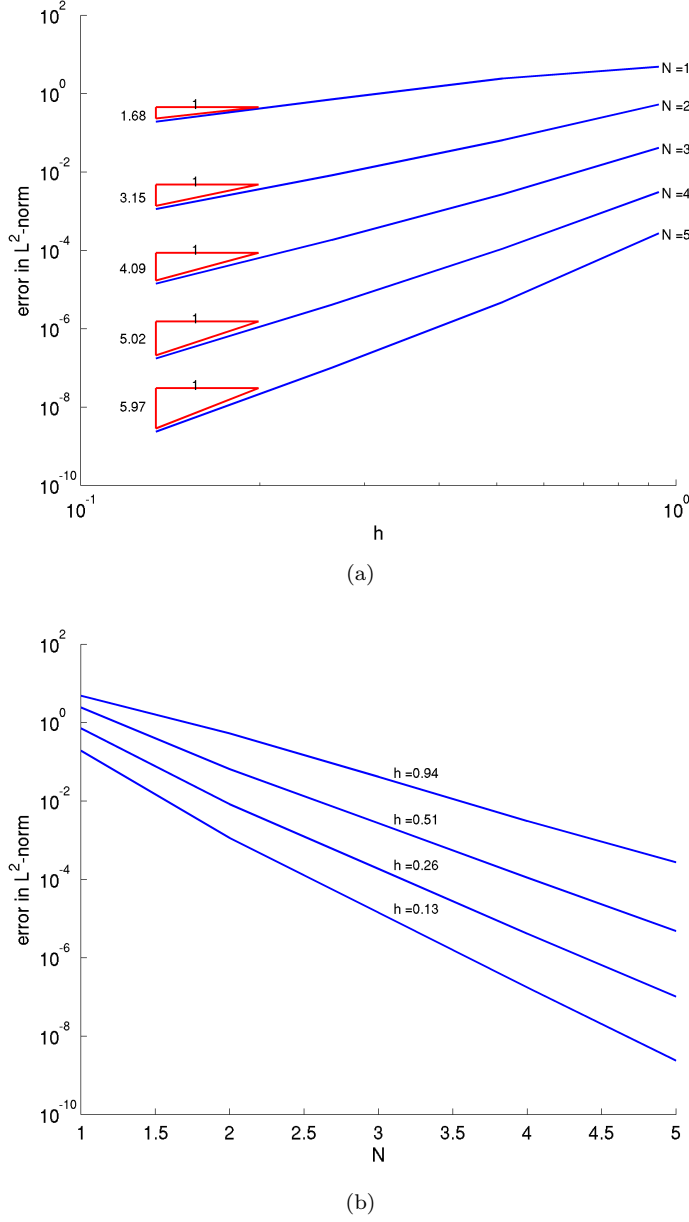 10^2
10^0
10^-2
10^-4
10^-6
10^-8
10^-10
error in L^2-norm
N =1
N =2
N =3
N =4
N =5
1
1.68
1
3.15
1
4.09
1
5.02
1
5.97
10^-1
10^0
h
(a)
10^2
10^0
10^-2
10^-4
10^-6
10^-8
10^-10
error in L^2-norm
h =0.94
h =0.51
h =0.26
h =0.13
1 1.5 2 2.5 3 3.5 4 4.5 5
N
(b)